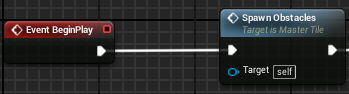 Event BeginPlay
Spawn Obstacles
Target is Master Tile
Target self